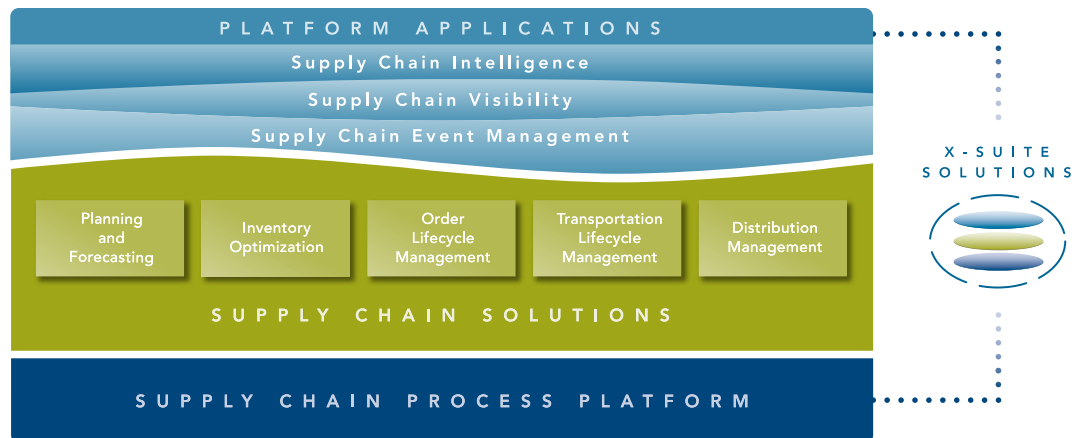 PLATFORM APPLICATIONS
Supply Chain Intelligence
Supply Chain Visibility
Supply Chain Event Management
Planning
and
Forecasting
Inventory
Optimization
Order
Lifecycle
Management
Transportation
Lifecycle
Management
Distribution
Management
SUPPLY CHAIN SOLUTIONS
SUPPLY CHAIN PROCESS PLATFORM
X-SUITE
SOLUTIONS